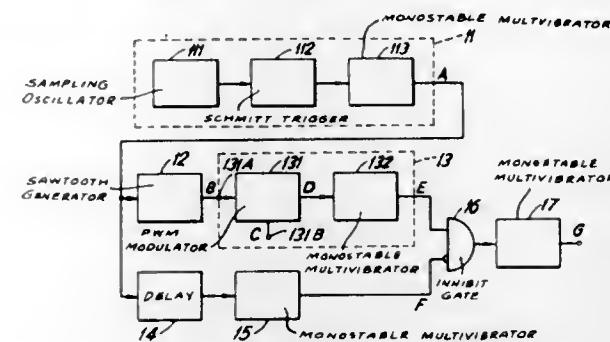 MONOSTABLE MULTIVIBRATOR
111
112
113
11
A
SAMPLING
OSCILLATOR
SCHMITT TRIGGER
12
131A
131
132
13
MONOSTABLE
MULTIVIBRATOR
SAWTOOTH
GENERATOR
B
D
E
16
17
G
PWM
MODULATOR
C
131B
MONOSTABLE
MULTIVIBRATOR
INHIBIT
GATE
DELAY
F
14
15
MONOSTABLE MULTIVIBRATOR